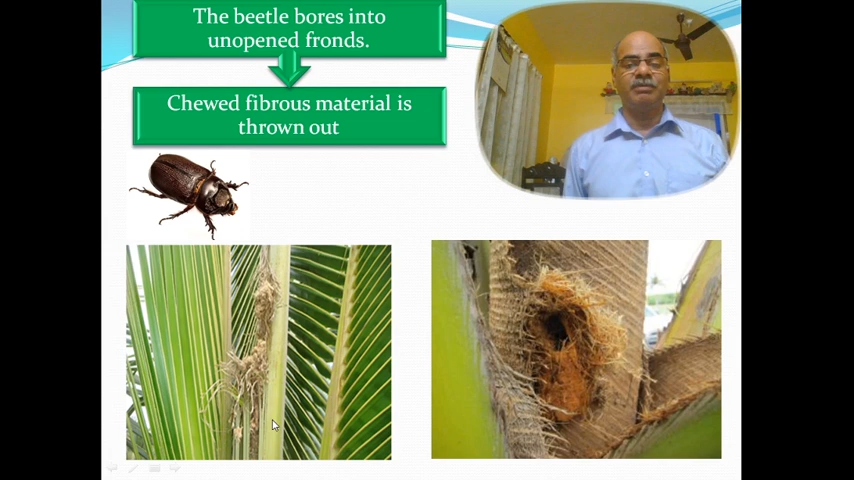 The beetle bores into
unopened fronds.
Chewed fibrous material is
thrown out